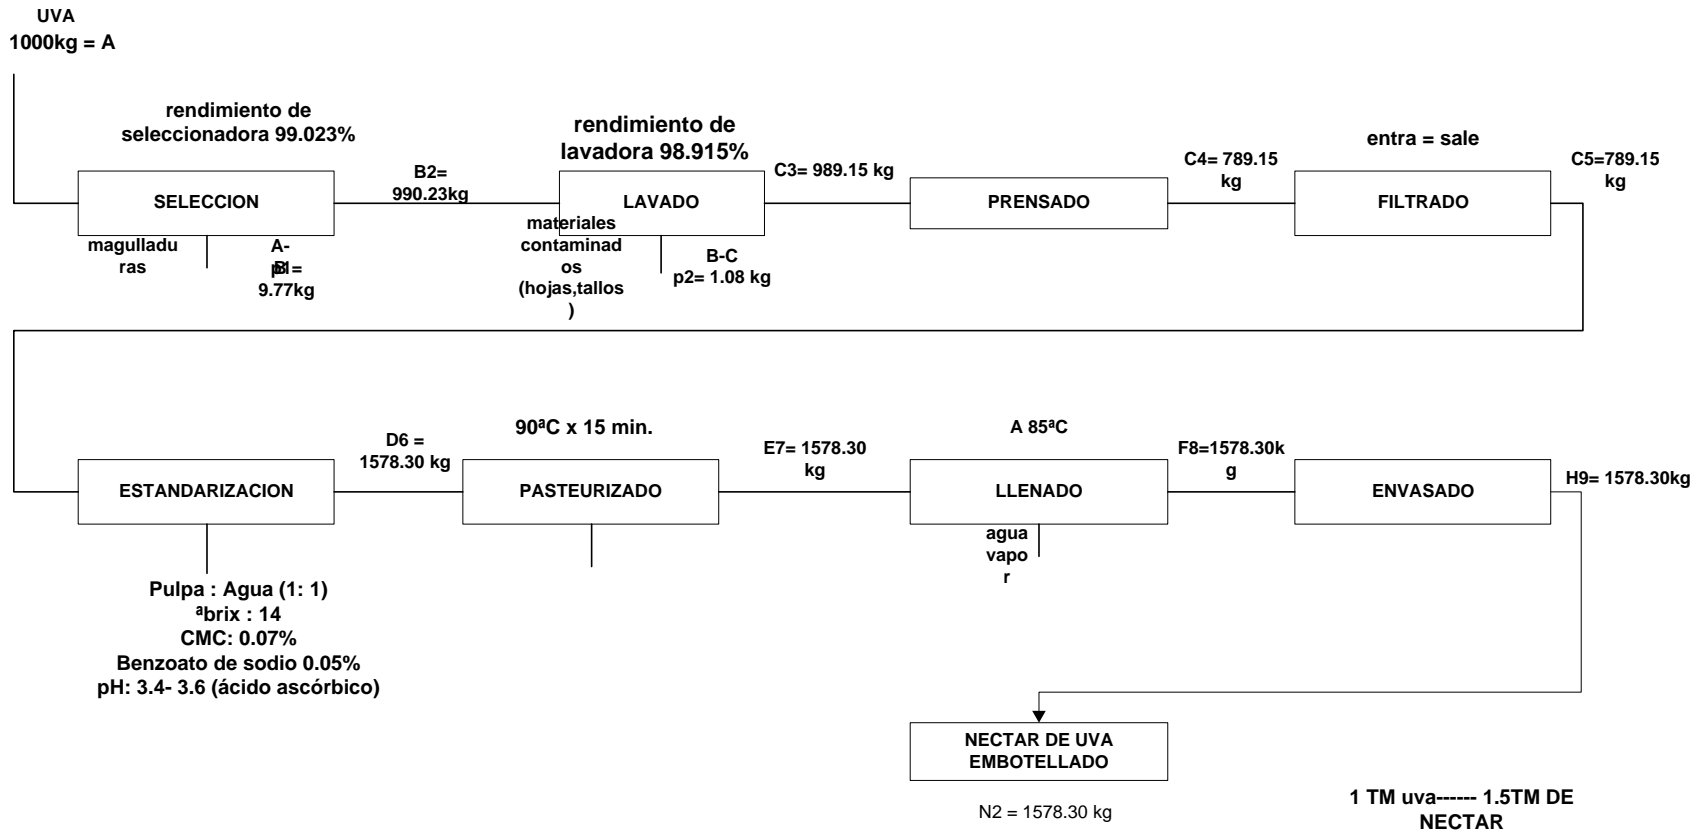 UVA
1000kg = A
rendimiento de
seleccionadora 99.023%
SELECCION
magulladu
ras
A-
B
p1=
9.77kg
B2=
990.23kg
rendimiento de
lavadora 98.915%
LAVADO
materiales
contaminad
os
(hojas,tallos
)
B-C
p2= 1.08 kg
C3= 989.15 kg
PRENSADO
C4= 789.15
kg
entra = sale
FILTRADO
C5=789.15
kg
ESTANDARIZACION
Pulpa : Agua (1: 1)
ªbrix : 14
CMC: 0.07%
Benzoato de sodio 0.05%
pH: 3.4- 3.6 (ácido ascórbico)
D6 =
1578.30 kg
90ªC x 15 min.
PASTEURIZADO
E7= 1578.30
kg
A 85ªC
LLENADO
agua
vapo
r
F8=1578.30k
g
ENVASADO
H9= 1578.30kg
NECTAR DE UVA
EMBOTELLADO
N2 = 1578.30 kg
1 TM uva------ 1.5TM DE
NECTAR